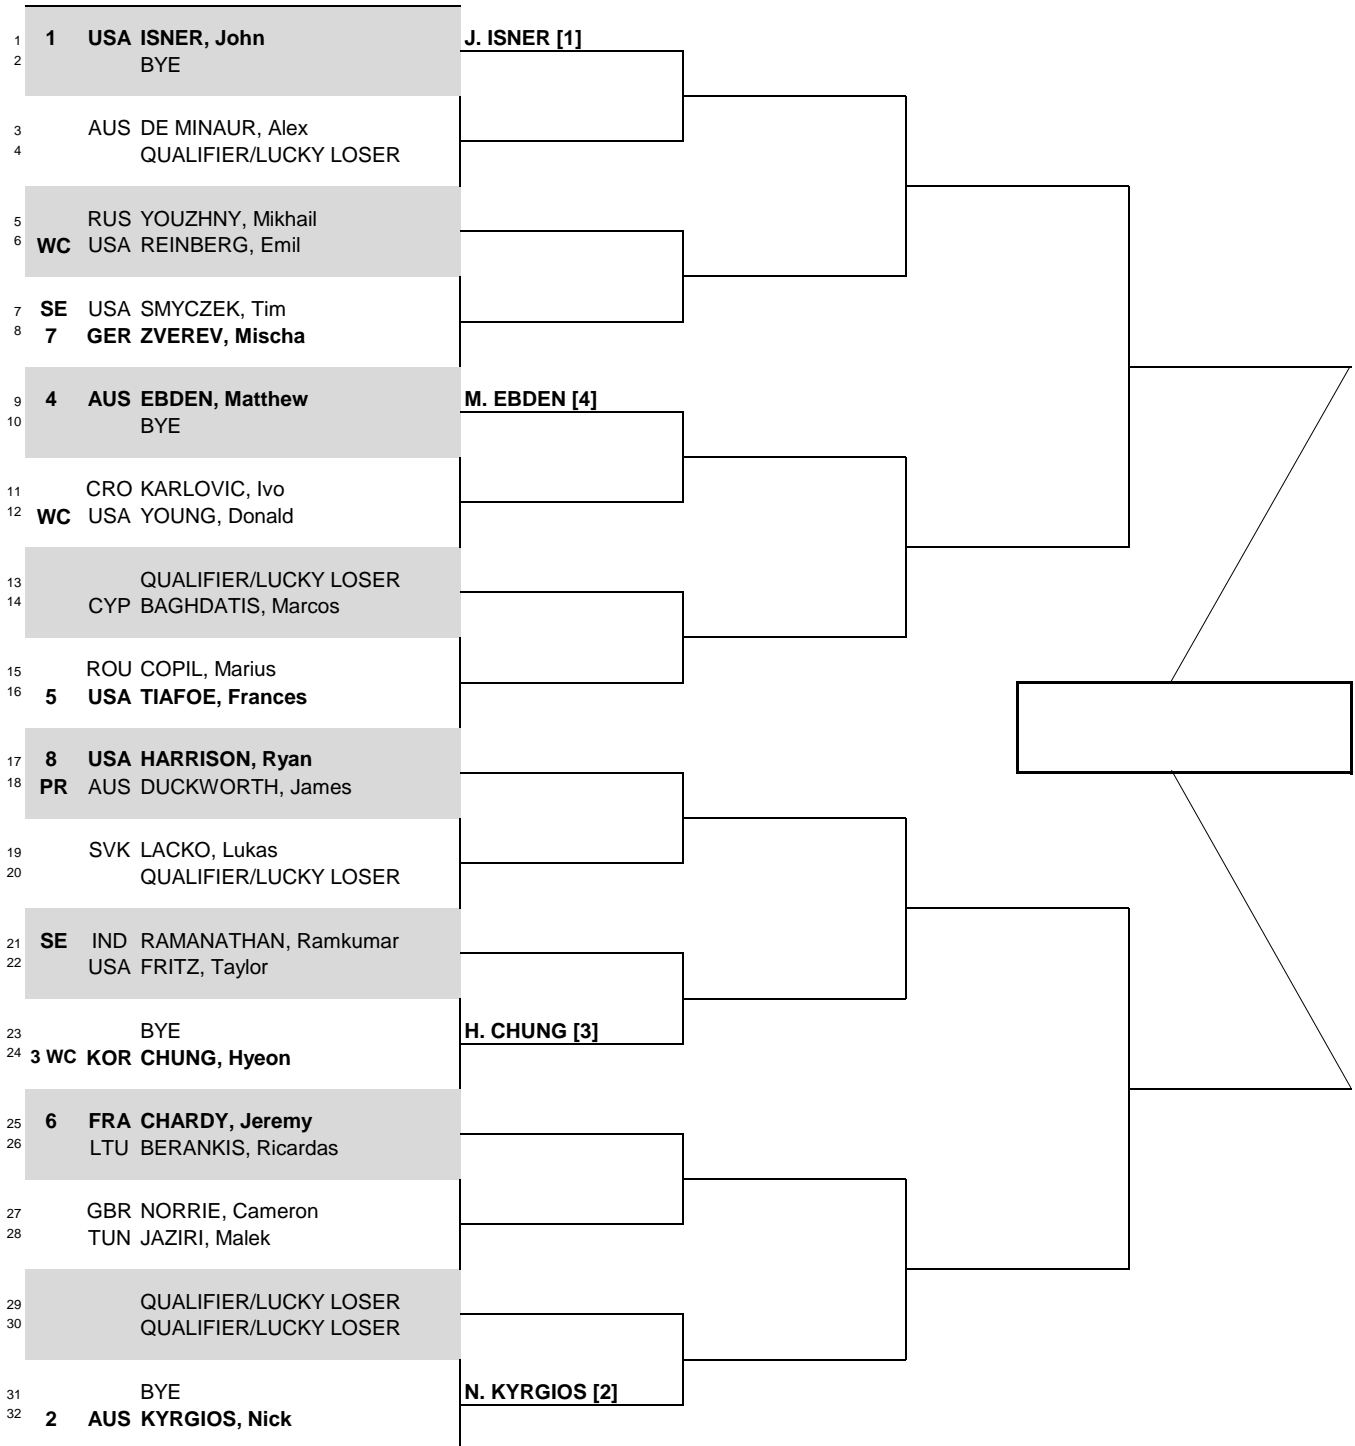 1 1 USA ISNER, John J. ISNER [1]
2 BYE
3 AUS DE MINAUR, Alex
4 QUALIFIER/LUCKY LOSER
5 RUS YOUZHNY, Mikhail
6 WC USA REINBERG, Emil
7 SE USA SMYCZEK, Tim
8 7 GER ZVEREV, Mischa
9 4 AUS EBDEN, Matthew M. EBDEN [4]
10 BYE
11 CRO KARLOVIC, Ivo
12 WC USA YOUNG, Donald
13 QUALIFIER/LUCKY LOSER
14 CYP BAGHDATIS, Marcos
15 ROU COPIL, Marius
16 5 USA TIAFOE, Frances
17 8 USA HARRISON, Ryan
18 PR AUS DUCKWORTH, James
19 SVK LACKO, Lukas
20 QUALIFIER/LUCKY LOSER
21 SE IND RAMANATHAN, Ramkumar
22 USA FRITZ, Taylor
23 BYE H. CHUNG [3]
24 3 WC KOR CHUNG, Hyeon
25 6 FRA CHARDY, Jeremy
26 LTU BERANKIS, Ricardas
27 GBR NORRIE, Cameron
28 TUN JAZIRI, Malek
29 QUALIFIER/LUCKY LOSER
30 QUALIFIER/LUCKY LOSER
31 BYE N. KYRGIOS [2]
32 2 AUS KYRGIOS, Nick